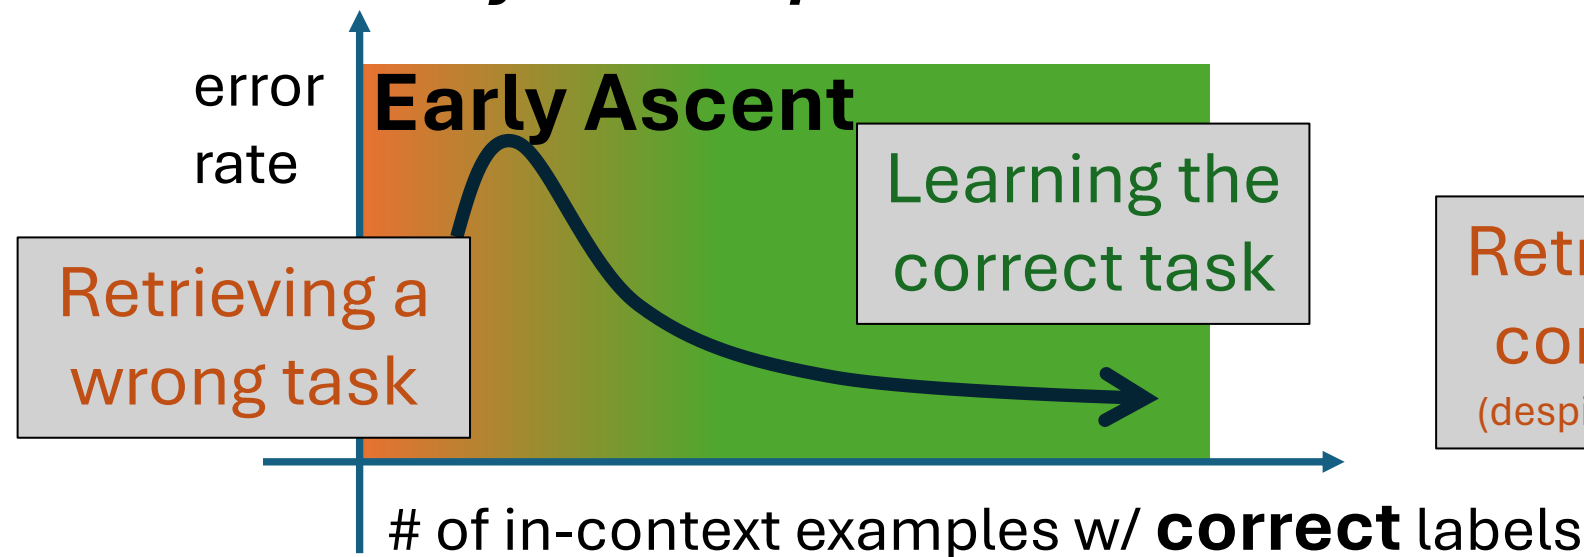 error
rate
Early Ascent
Learning the
correct task
Retrieving a
wrong task
# of in-context examples w/ correct labels